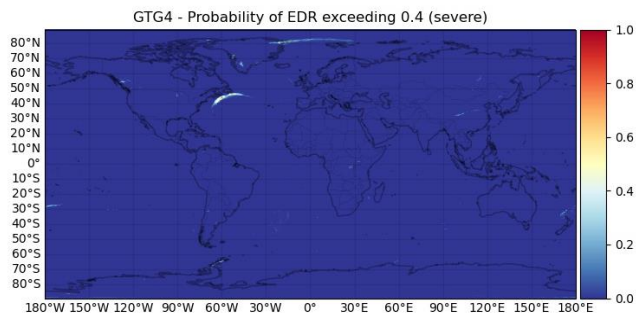 GTG4 - Probability of EDR exceeding 0.4 (severe)
80°N
70°N
60°N
50°N
40°N
30°N
20°N
10°N
0°
10°S
20°S
30°S
40°S
50°S
60°S
70°S
80°S
180°W 150°W 120°W 90°W 60°W 30°W 0° 30°E 60°E 90°E 120°E 150°E 180°E
1.0
0.8
0.6
0.4
0.2
0.0